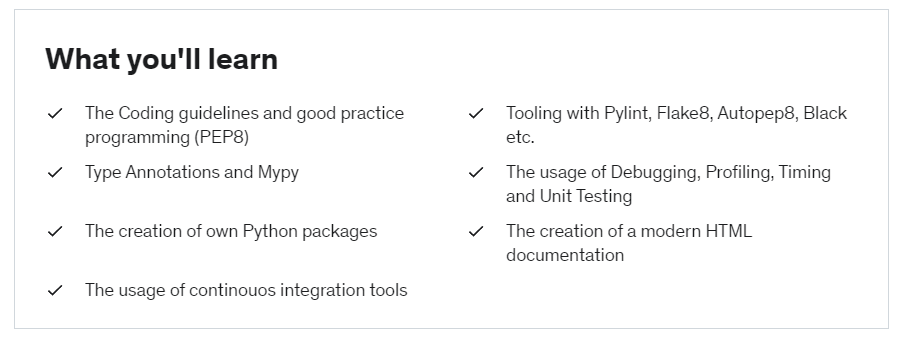 What you'll learn
The Coding guidelines and good practice
programming (PEP8)
Tooling with Pylint, Flake8, Autopep8, Black
etc.
Type Annotations and Mypy
The usage of Debugging, Profiling, Timing
and Unit Testing
The creation of own Python packages
The creation of a modern HTML
documentation
The usage of continouos integration tools